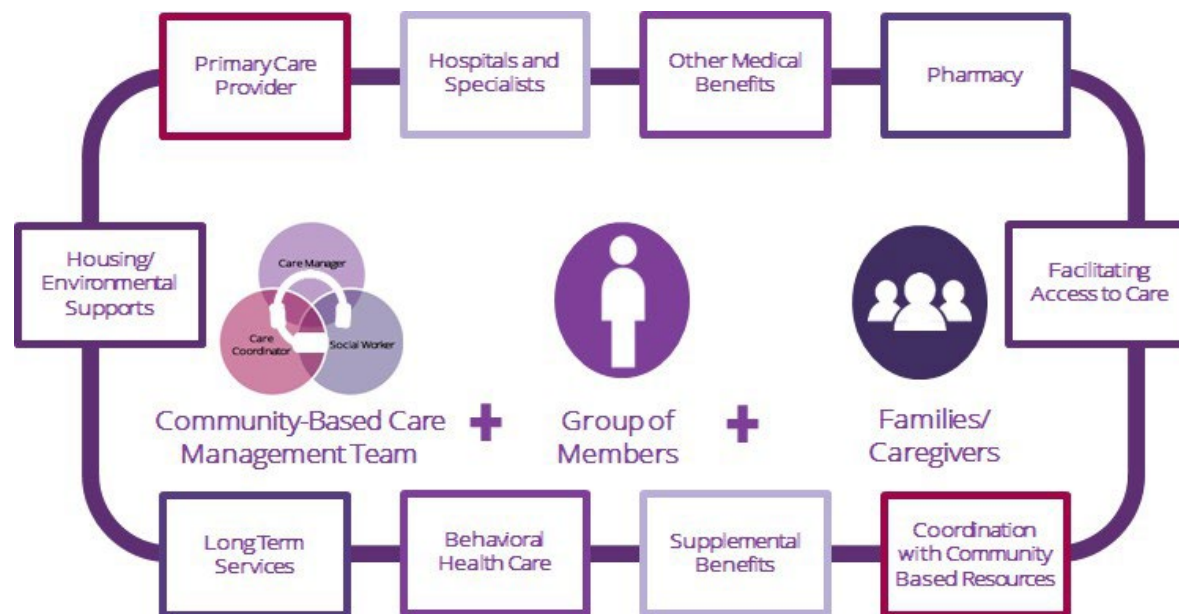 Primary Care
Provider
Hospitals and
Specialists
Other Medical
Benefits
Pharmacy
Housing/
Environmental
Supports
Care Manager
Care
Coordinator
Social Worker
Facilitating
Access to Care
Community-Based Care
Management Team
+
Group of
Members
+
Families/
Caregivers
Long Term
Services
Behavioral
Health Care
Supplemental
Benefits
Coordination
with Community
Based Resources